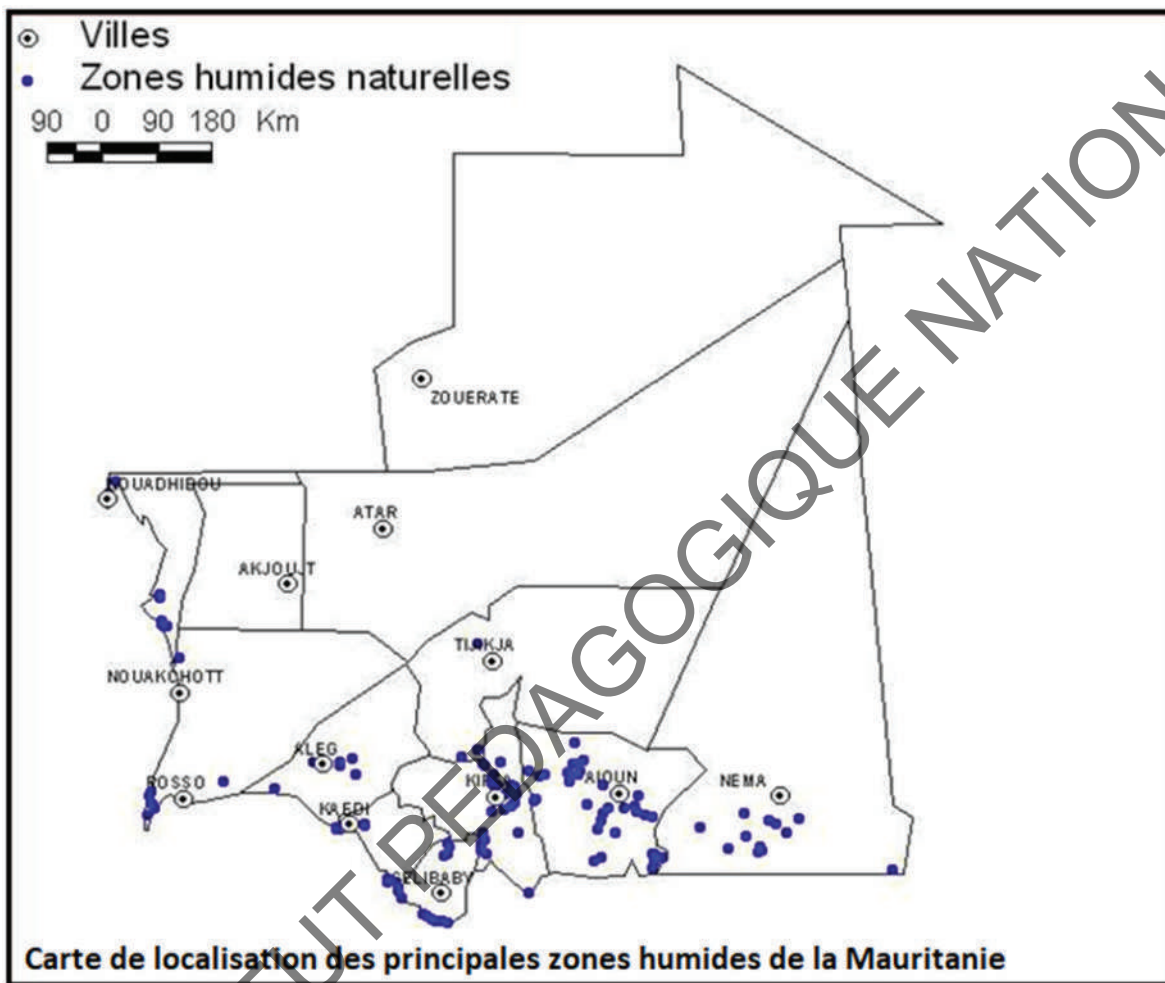 Villes
Zones humides naturelles
90 0 90 180 Km
ZOUERATE
NOUADHIBOU
ATAR
AKJOUJT
TIJIKJA
NOUAKCHOTT
ALEG
ROSSO
KIFFA
AIOUN
NEMA
KAEDI
SELIBABY
Carte de localisation des principales zones humides de la Mauritanie
INSTITUT PEDAGOGIQUE NATIONAL